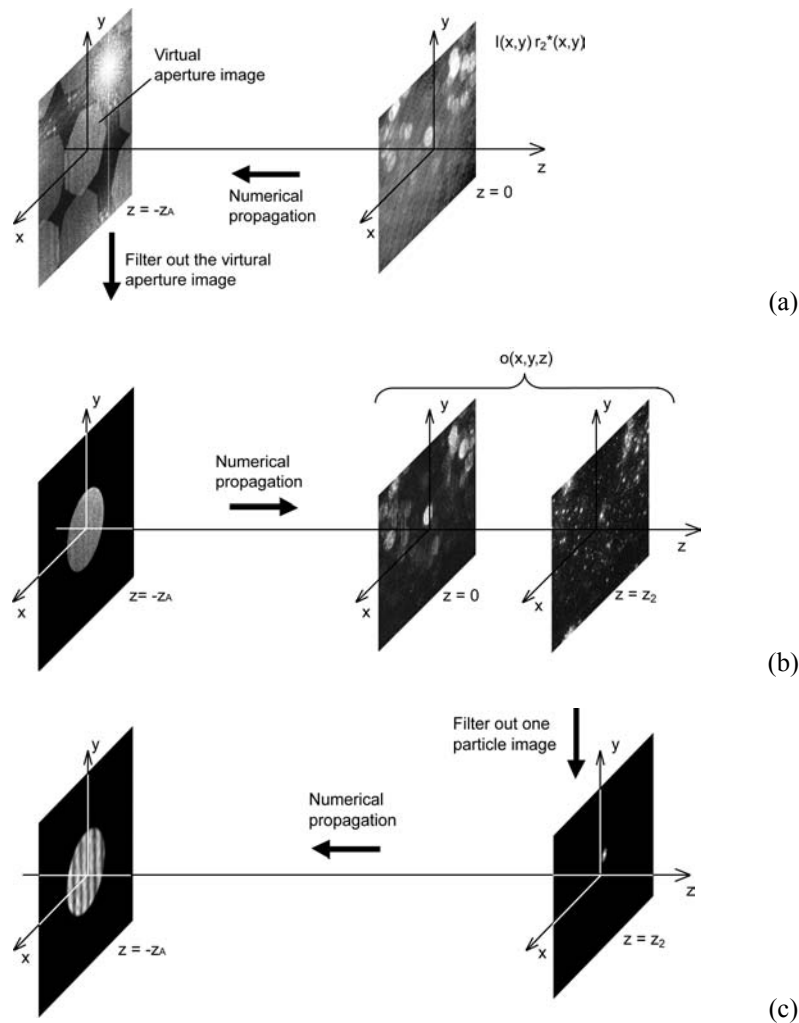 y
Virtual
aperture image
x
z = -zA
Filter out the virtural
aperture image
Numerical
propagation
I(x,y) r2*(x,y)
y
z
z = 0
x
(a)
o(x,y,z)
y
x
z= -zA
Numerical
propagation
y
x
z = 0
y
x
z = z2
z
(b)
Filter out one
particle image
y
x
z = -zA
Numerical
propagation
y
x
z = z2
z
(c)